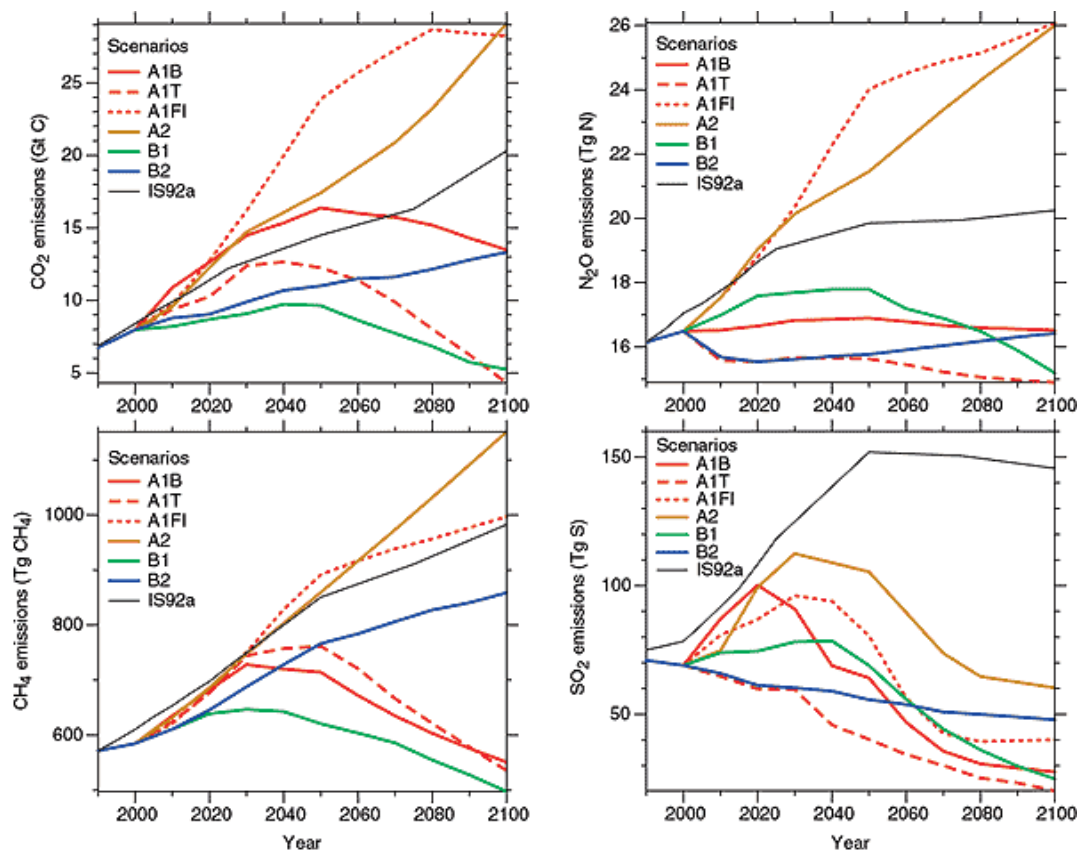 Scenarios
A1B
A1T
A1FI
A2
B1
B2
IS92a
CO2 emissions (Gt C)
25
20
15
10
5
2000 2020 2040 2060 2080 2100
Scenarios
A1B
A1T
A1FI
A2
B1
B2
IS92a
N2O emissions (Tg N)
26
24
22
20
18
16
2000 2020 2040 2060 2080 2100
Scenarios
A1B
A1T
A1FI
A2
B1
B2
IS92a
CH4 emissions (Tg CH4)
1000
800
600
2000 2020 2040 2060 2080 2100
Year
Scenarios
A1B
A1T
A1FI
A2
B1
B2
IS92a
SO2 emissions (Tg S)
150
100
50
2000 2020 2040 2060 2080 2100
Year